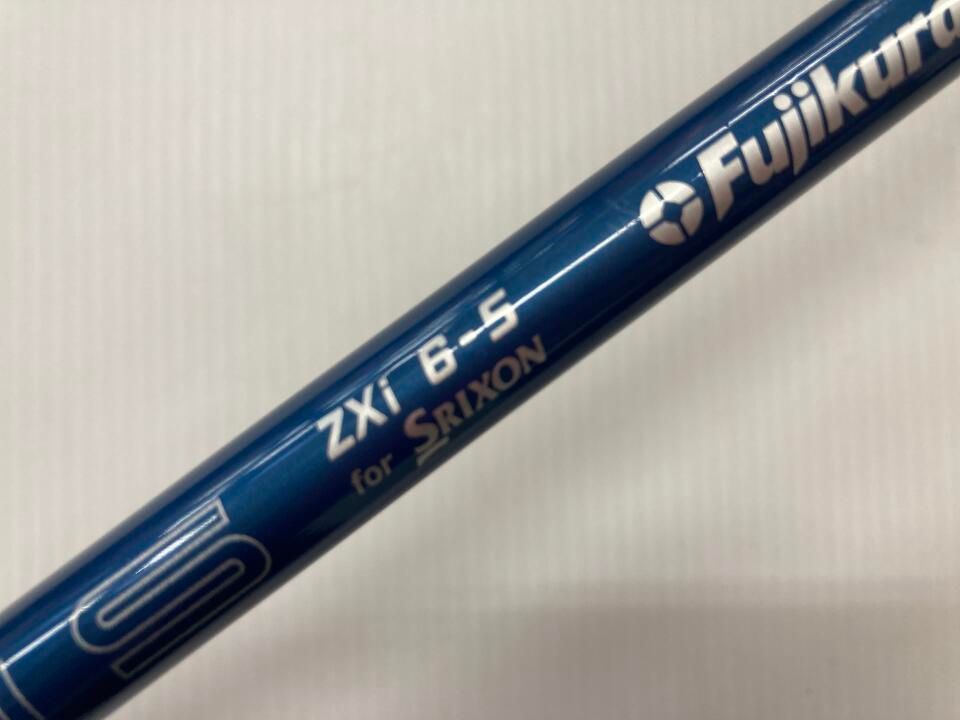 Fujikura
ZXi 6-S
for SRIXON